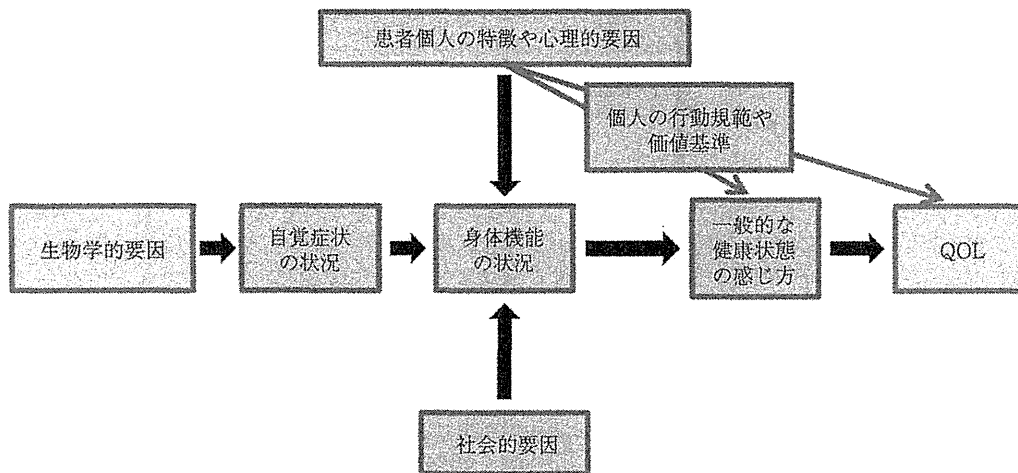 患者個人の特徴や心理的要因
個人の行動規範や
価値基準
生物学的要因
自覚症状
の状況
身体機能
の状況
一般的な
健康状態
の感じ方
QOL
社会的要因